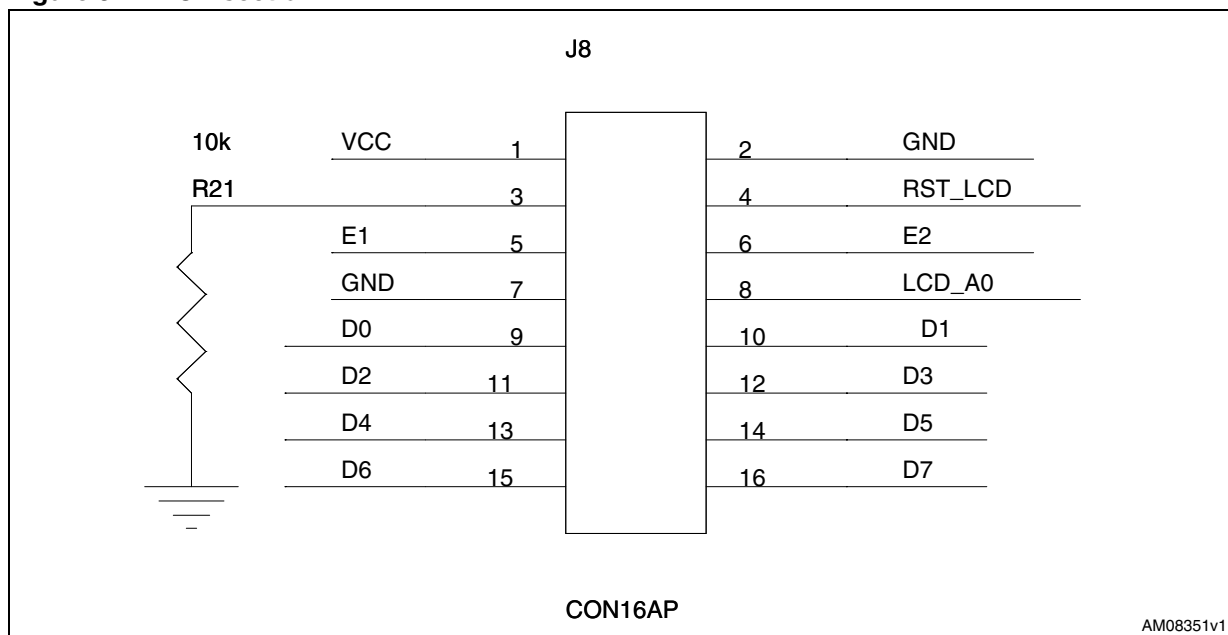 J8
10k VCC 1 2 GND
R21 3 4 RST_LCD
E1 5 6 E2
GND 7 8 LCD_A0
D0 9 10 D1
D2 11 12 D3
D4 13 14 D5
D6 15 16 D7
CON16AP
AM08351v1